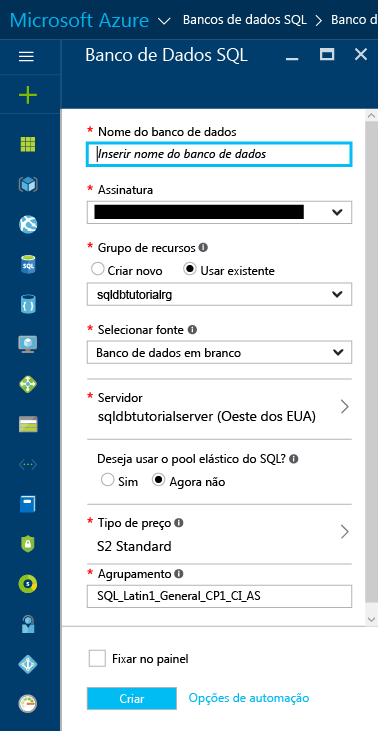 Microsoft Azure Bancos de dados SQL > Banco d
Banco de Dados SQL
* Nome do banco de dados
Inserir nome do banco de dados
* Assinatura
* Grupo de recursos
Criar novo Usar existente
sqldbtutorialrg
* Selecionar fonte
Banco de dados em branco
* Servidor
sqldbtutorialserver (Oeste dos EUA)
Deseja usar o pool elástico do SQL?
Sim Agora não
* Tipo de preço
S2 Standard
* Agrupamento
SQL_Latin1_General_CP1_CI_AS
Fixar no painel
Criar Opções de automação
SQL